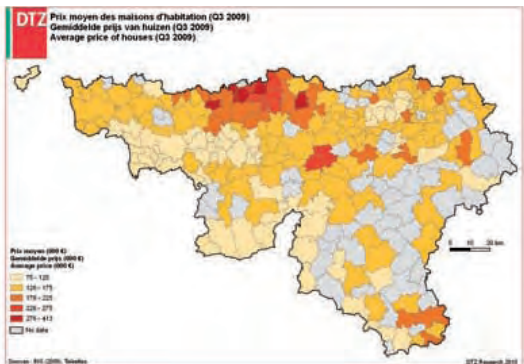 DTZ
Prix moyen des maisons d'habitation (Q3 2009)
Gemiddelde prijs van huizen (Q3 2009)
Average price of houses (Q3 2009)
Prix moyen (000 €)
Gemiddelde prijs (000 €)
Average price (000 €)
75 - 125
125 - 175
175 - 225
225 - 275
275 - 413
No data
0 10 20 km
DTZ Research 2010